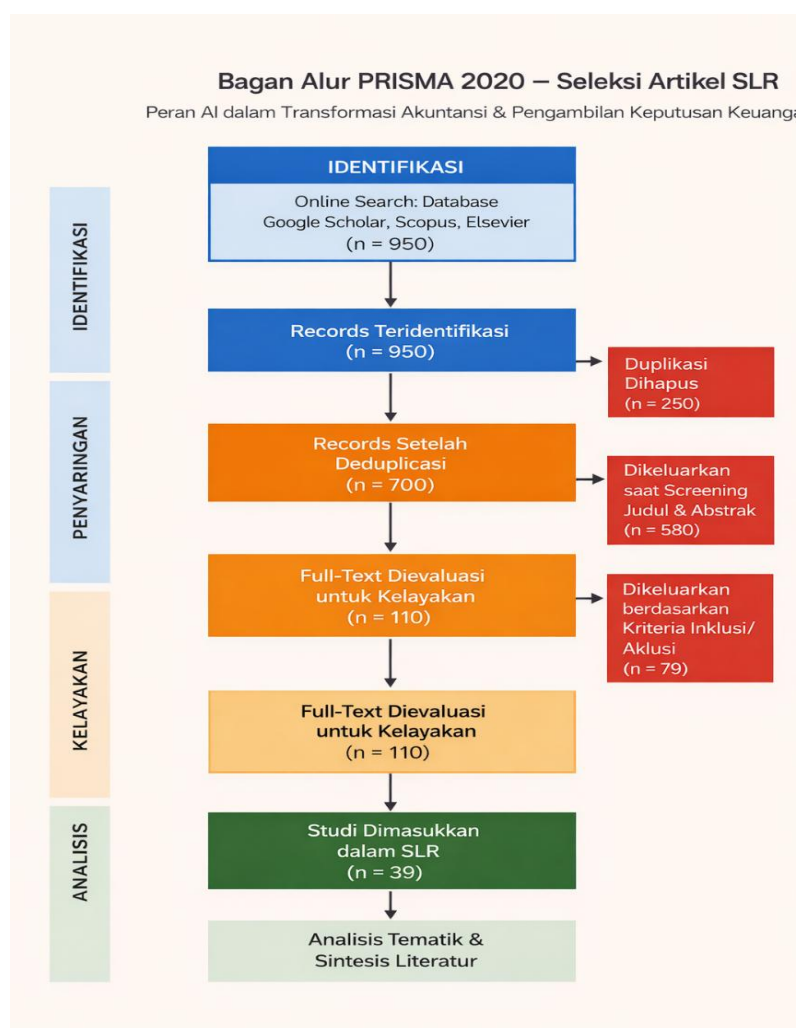 Bagan Alur PRISMA 2020 – Seleksi Artikel SLR
Peran AI dalam Transformasi Akuntansi & Pengambilan Keputusan Keuanga
IDENTIFIKASI
IDENTIFIKASI
Online Search: Database
Google Scholar, Scopus, Elsevier
(n = 950)
Records Teridentifikasi
(n = 950)
Duplikasi
Dihapus
(n = 250)
PENYARINGAN
Records Setelah
Deduplicasi
(n = 700)
Dikeluarkan
saat Screening
Judul & Abstrak
(n = 580)
Full-Text Dievaluasi
untuk Kelayakan
(n = 110)
Dikeluarkan
berdasarkan
Kriteria Inklusi/
Aklusi
(n = 79)
KELAYAKAN
Full-Text Dievaluasi
untuk Kelayakan
(n = 110)
ANALISIS
Studi Dimasukkan
dalam SLR
(n = 39)
Analisis Tematik &
Sintesis Literatur